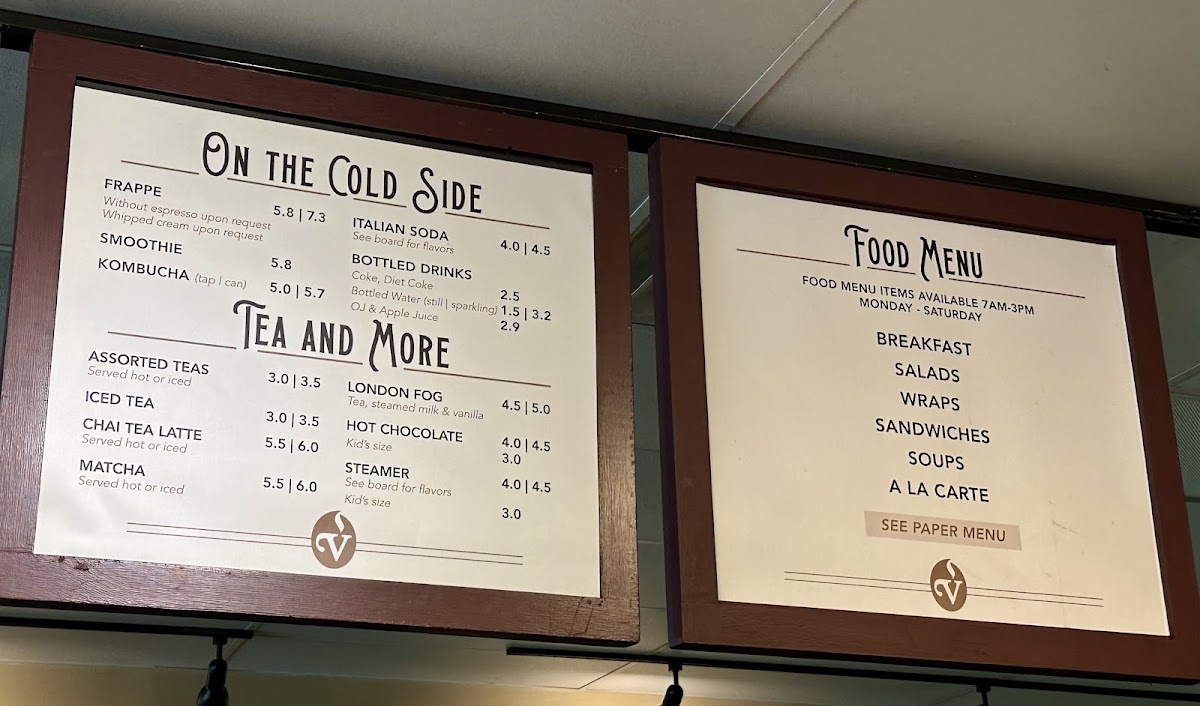 On the Cold Side
FRAPPE 5.8 | 7.3
Without espresso upon request
Whipped cream upon request
SMOOTHIE 5.8
KOMBUCHA (tap | can) 5.0 | 5.7
ITALIAN SODA 4.0 | 4.5
See board for flavors
BOTTLED DRINKS
Coke, Diet Coke 2.5
Bottled Water (still | sparkling) 1.5 | 3.2
OJ & Apple Juice 2.9
Tea and More
ASSORTED TEAS 3.0 | 3.5
Served hot or iced
ICED TEA 3.0 | 3.5
CHAI TEA LATTE 5.5 | 6.0
Served hot or iced
MATCHA 5.5 | 6.0
Served hot or iced
LONDON FOG 4.5 | 5.0
Tea, steamed milk & vanilla
HOT CHOCOLATE 4.0 | 4.5
Kid's size 3.0
STEAMER 4.0 | 4.5
See board for flavors
Kid's size 3.0
V
Food Menu
FOOD MENU ITEMS AVAILABLE 7AM-3PM
MONDAY - SATURDAY
BREAKFAST
SALADS
WRAPS
SANDWICHES
SOUPS
A LA CARTE
SEE PAPER MENU
V